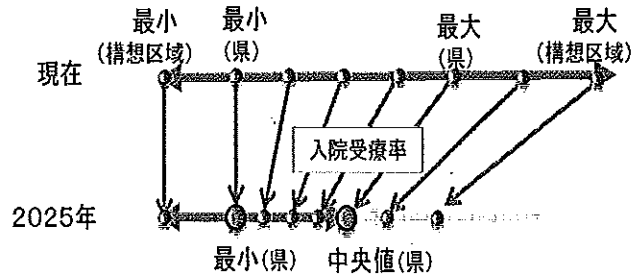 最小
(構想区域)
最小
(県)
最大
(県)
最大
(構想区域)
現在
入院受療率
2025年
最小(県)
中央値(県)